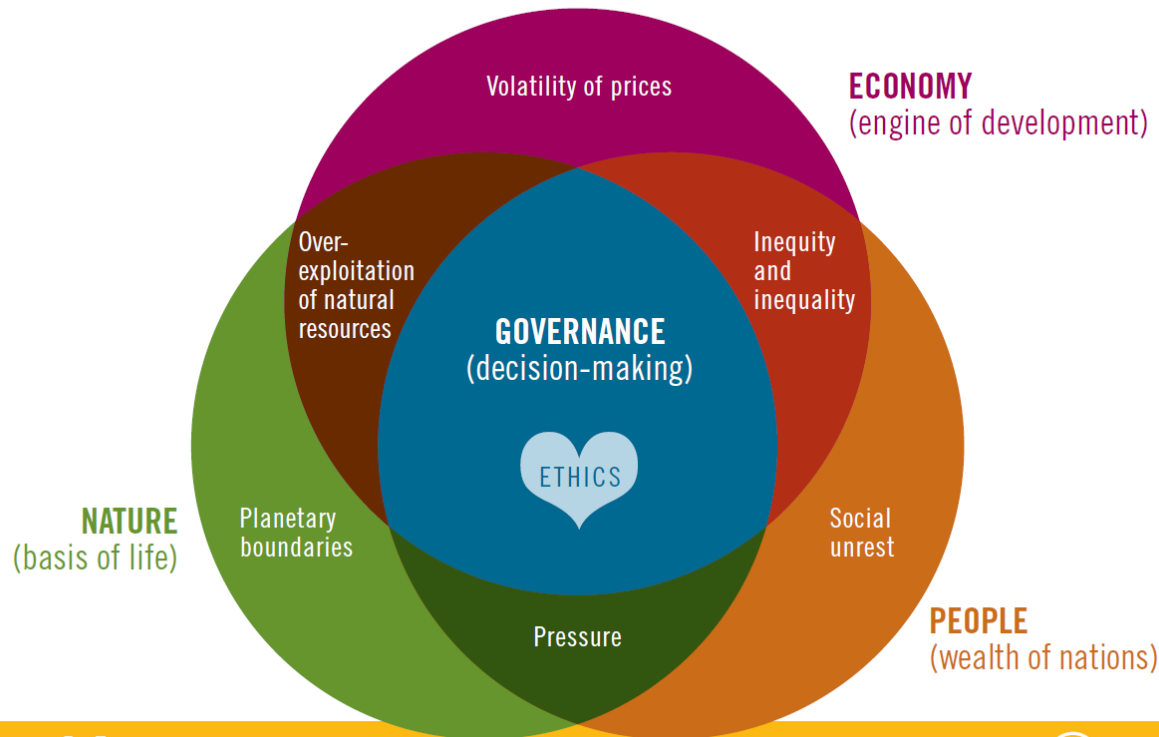 Volatility of prices
ECONOMY
(engine of development)
Over-
exploitation
of natural
resources
Inequity
and
inequality
GOVERNANCE
(decision-making)
ETHICS
NATURE
(basis of life)
Planetary
boundaries
Social
unrest
Pressure
PEOPLE
(wealth of nations)